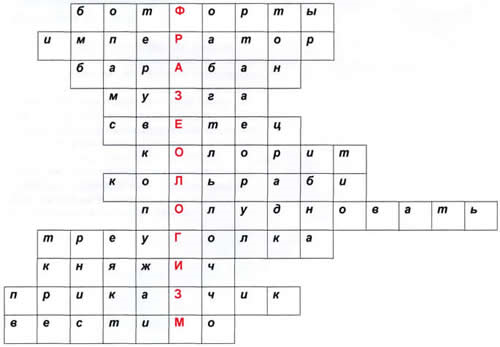 ботФорты
импеРатор
барАбан
муЗга
свЕтец
кОлорит
коЛьраби
пОлудновать
треуГолка
княжИч
прикаЗчик
вестиМо